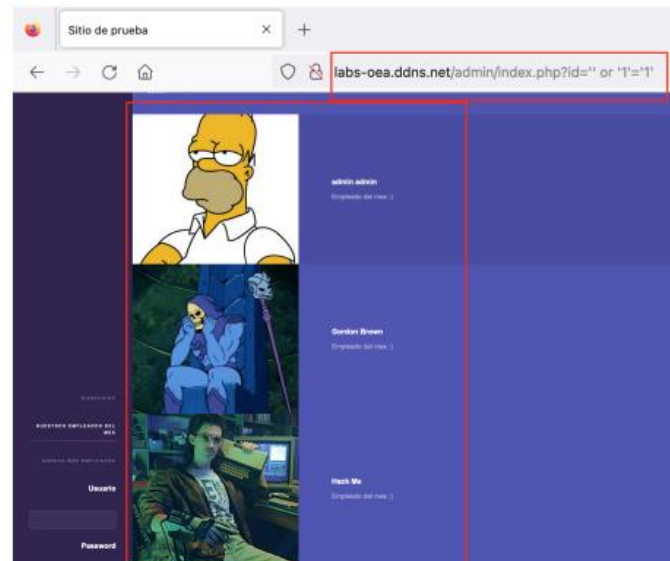 Sitio de prueba
labs-oea.ddns.net/admin/index.php?id='' or '1'='1'
admin admin
Empleado del mes :)
Gordon Brown
Empleado del mes :)
NUESTROS EMPLEADOS DEL
MES
Hack Me
Empleado del mes :)
Usuario
Password